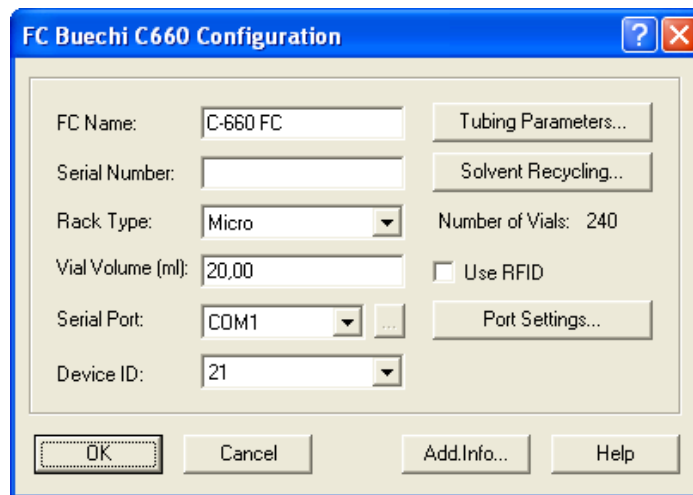 FC Buechi C660 Configuration
FC Name: C-660 FC Tubing Parameters...
Serial Number: Solvent Recycling...
Rack Type: Micro Number of Vials: 240
Vial Volume (ml): 20,00 Use RFID
Serial Port: COM1 ... Port Settings...
Device ID: 21
OK Cancel Add.Info... Help